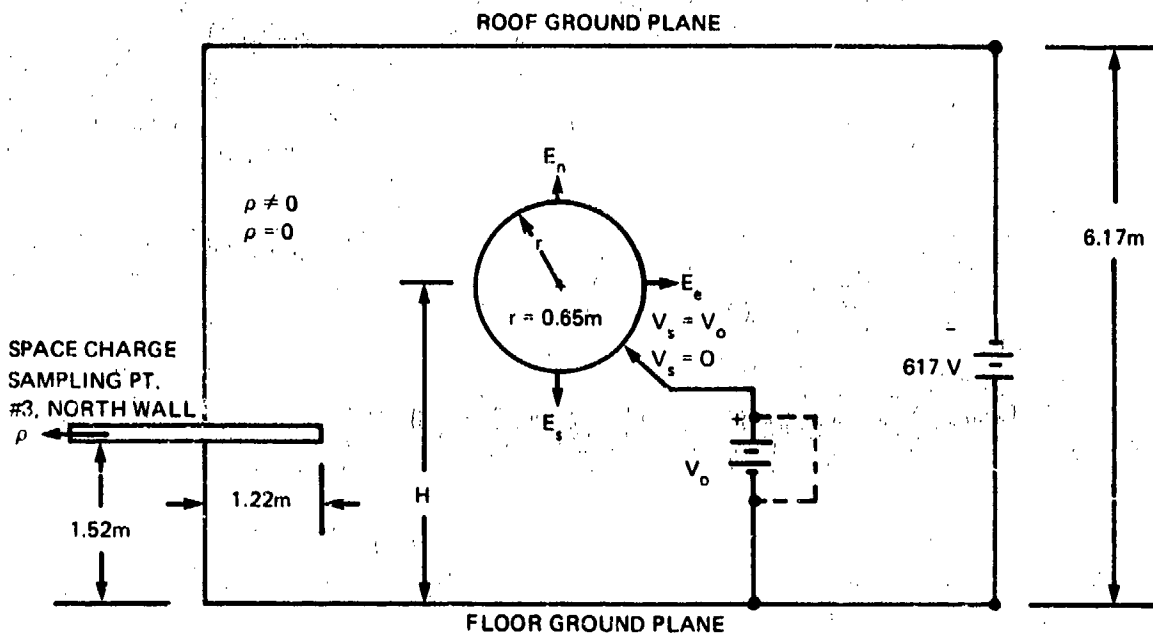 ROOF GROUND PLANE
E_n
ρ ≠ 0
ρ = 0
r
6.17m
E_e
r = 0.65m
V_s = V_o
V_s = 0
SPACE CHARGE
SAMPLING PT.
#3, NORTH WALL
ρ
−
617 V
E_s
+
V_o
H
1.22m
1.52m
FLOOR GROUND PLANE